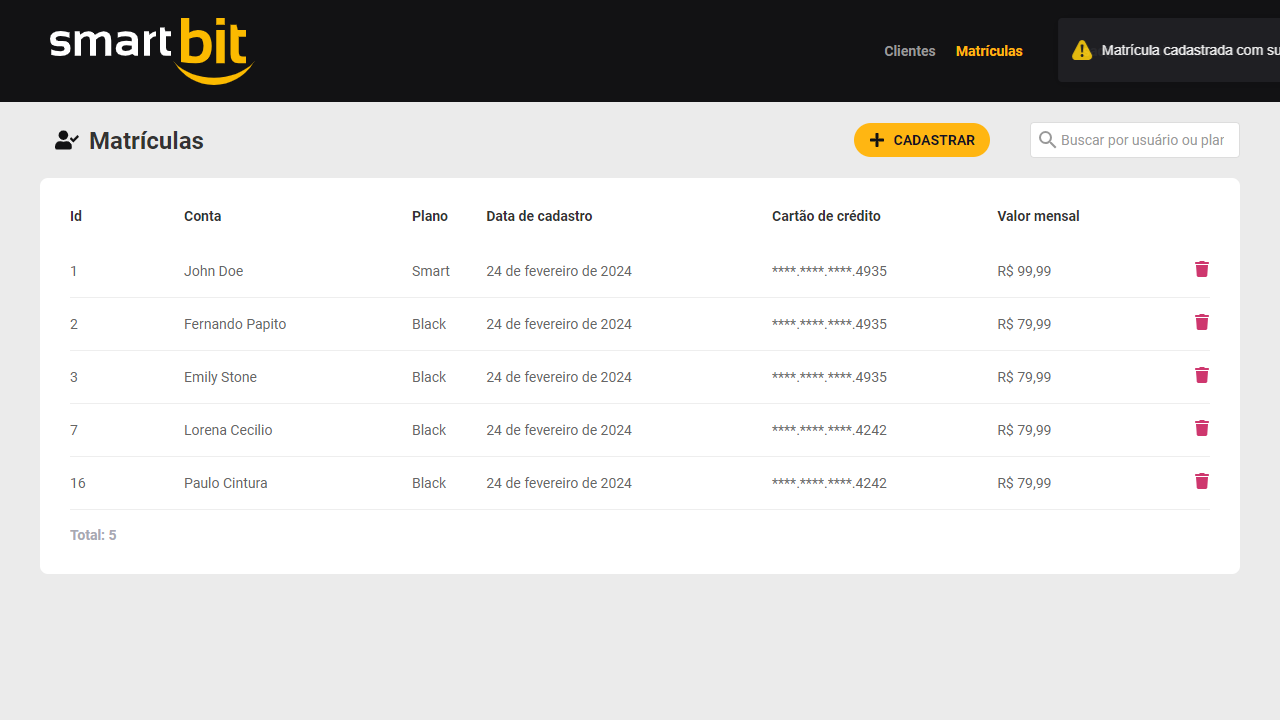 smartbit
Clientes
Matrículas
Matrícula cadastrada com su
Matrículas
CADASTRAR
Buscar por usuário ou plan
Id Conta Plano Data de cadastro Cartão de crédito Valor mensal
1 John Doe Smart 24 de fevereiro de 2024 ****.****.****.4935 R$ 99,99
2 Fernando Papito Black 24 de fevereiro de 2024 ****.****.****.4935 R$ 79,99
3 Emily Stone Black 24 de fevereiro de 2024 ****.****.****.4935 R$ 79,99
7 Lorena Cecilio Black 24 de fevereiro de 2024 ****.****.****.4242 R$ 79,99
16 Paulo Cintura Black 24 de fevereiro de 2024 ****.****.****.4242 R$ 79,99
Total: 5